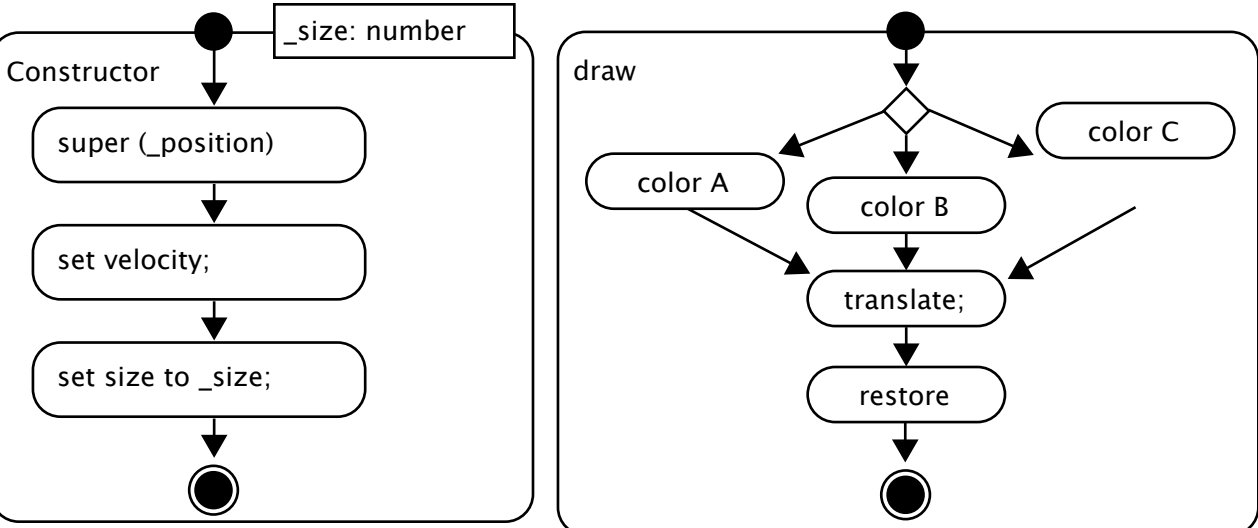 _size: number
Constructor
super (_position)
set velocity;
set size to _size;
draw
color C
color A
color B
translate;
restore